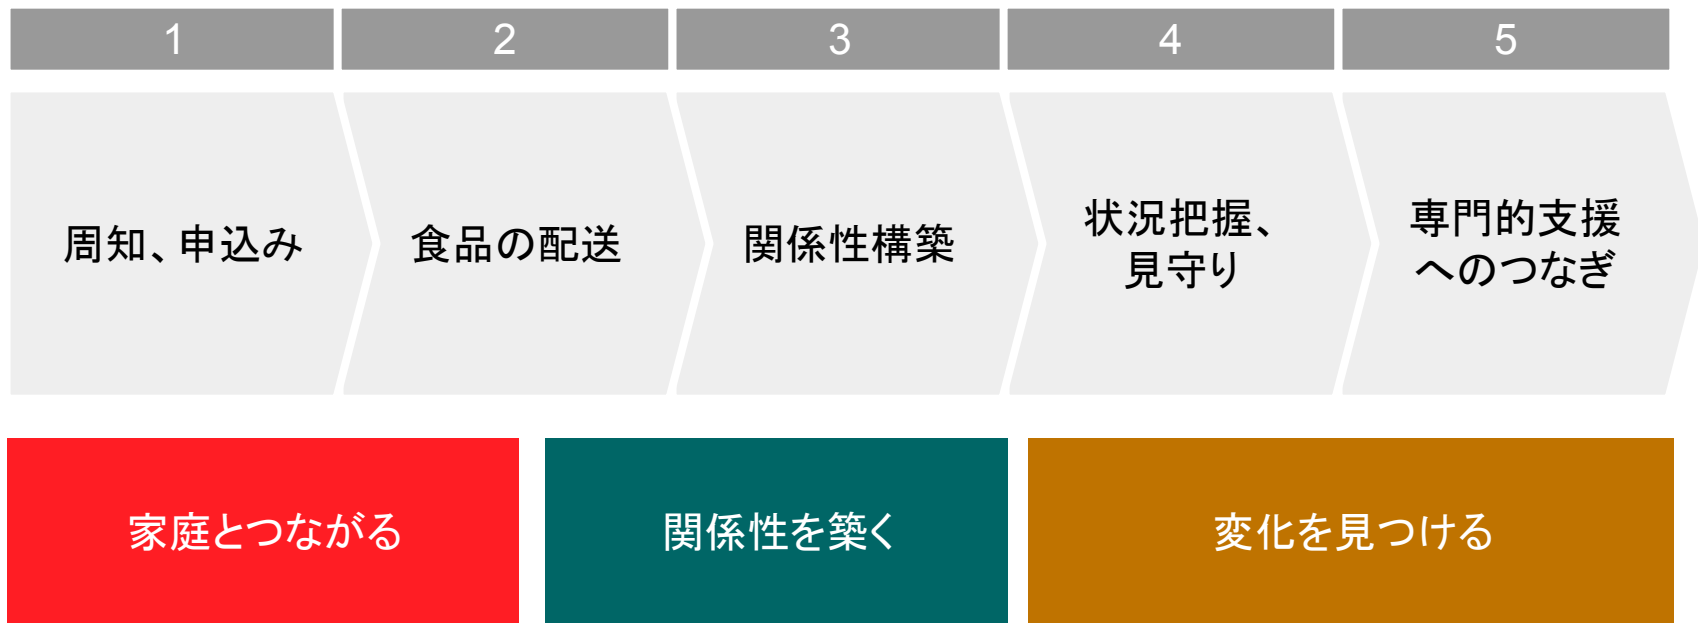 1
2
3
4
5
周知、申込み
食品の配送
関係性構築
状況把握、
見守り
専門的支援
へのつなぎ
家庭とつながる
関係性を築く
変化を見つける